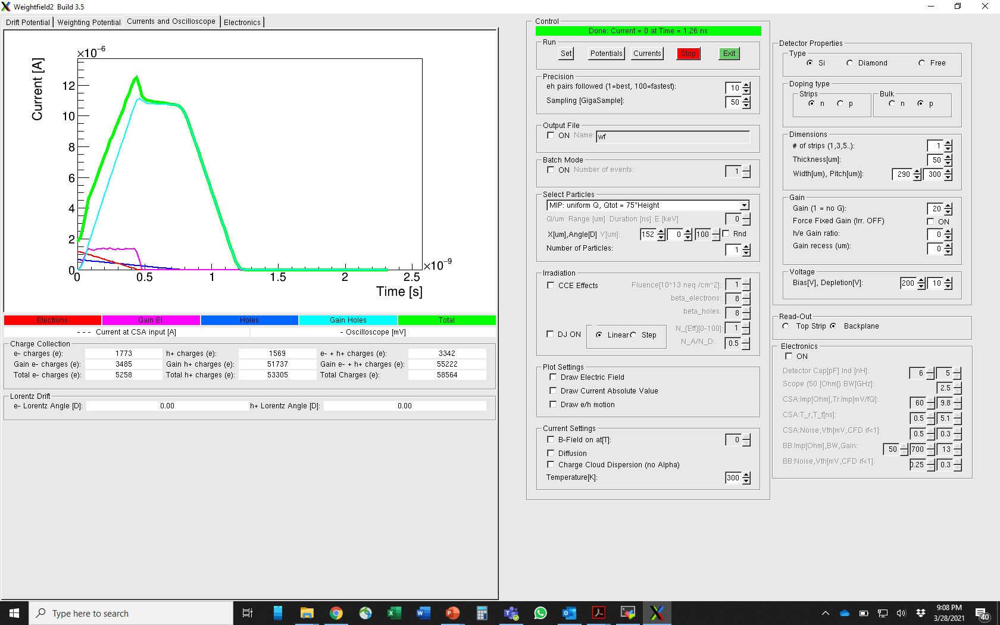 Weightfield2 Build 3.5
Drift Potential
Weighting Potential
Currents and Oscilloscope
Electronics
×10⁻⁶
Current [A]
12
10
8
6
4
2
0
0
0.5
1
1.5
2
2.5
×10⁻⁹
Time [s]
Electrons
Gain El.
Holes
Gain Holes
Total
- - - Current at CSA input [A]
- Oscilloscope [mV]
Charge Collection
e- charges (e): 1773 h+ charges (e): 1569 e- + h+ charges (e): 3342
Gain e- charges (e): 3485 Gain h+ charges (e): 51737 Gain e- + h+ charges (e): 55222
Total e- charges (e): 5258 Total h+ charges (e): 53305 Total Charges (e): 58564
Lorentz Drift
e- Lorentz Angle [D]: 0.00 h+ Lorentz Angle [D]: 0.00
Control
Done: Current = 0 at Time = 1.26 ns
Run
Set Potentials Currents Stop Exit
Precision
eh pairs followed (1=best, 100=fastest): 10
Sampling [GigaSample]: 50
Output File
ON Name: wf
Batch Mode
ON Number of events: 1
Select Particles
MIP: uniform Q, Qtot = 75*Height
Q/um Range [um] Duration [ns] E [keV] 0
X[um],Angle[D] Y[um]: 152 0 100 Rnd
Number of Particles: 1
Irradiation
CCE Effects Fluence[10^13 neq /cm^2]: 1
beta_electrons: 8
beta_holes: 8
DJ ON Linear Step N_{Eff}[0-100]: 1
N_A/N_D: 0.5
Plot Settings
Draw Electric Field
Draw Current Absolute Value
Draw e/h motion
Current Settings
B-Field on at[T]: 0
Diffusion
Charge Cloud Dispersion (no Alpha)
Temperature[K]: 300
Detector Properties
Type
Si Diamond Free
Doping type
Strips
n p
Bulk
n p
Dimensions
# of strips (1,3,5..): 1
Thickness[um]: 50
Width[um), Pitch[um)]: 290 300
Gain
Gain (1 = no G): 20
Force Fixed Gain (Irr. OFF) ON
h/e Gain ratio: 0
Gain recess (um): 0
Voltage
Bias[V], Depletion[V]: 200 10
Read-Out
Top Strip Backplane
Electronics
ON
Detector Cap[pF] Ind [nH]: 6 5
Scope (50 [Ohm]) BW[GHz]: 2.5
CSA:Imp[Ohm],Tr.Imp[mV/fQ]: 60 9.8
CSA:T_r,T_f[ns]: 0.5 5.1
CSA:Noise,Vth[mV,CFD if<1]: 0.5 0.3
BB:Imp[Ohm],BW,Gain: 50 700 13
BB:Noise,Vth[mV,CFD if<1]: 0.25 0.3
Type here to search
9:08 PM
3/28/2021
40